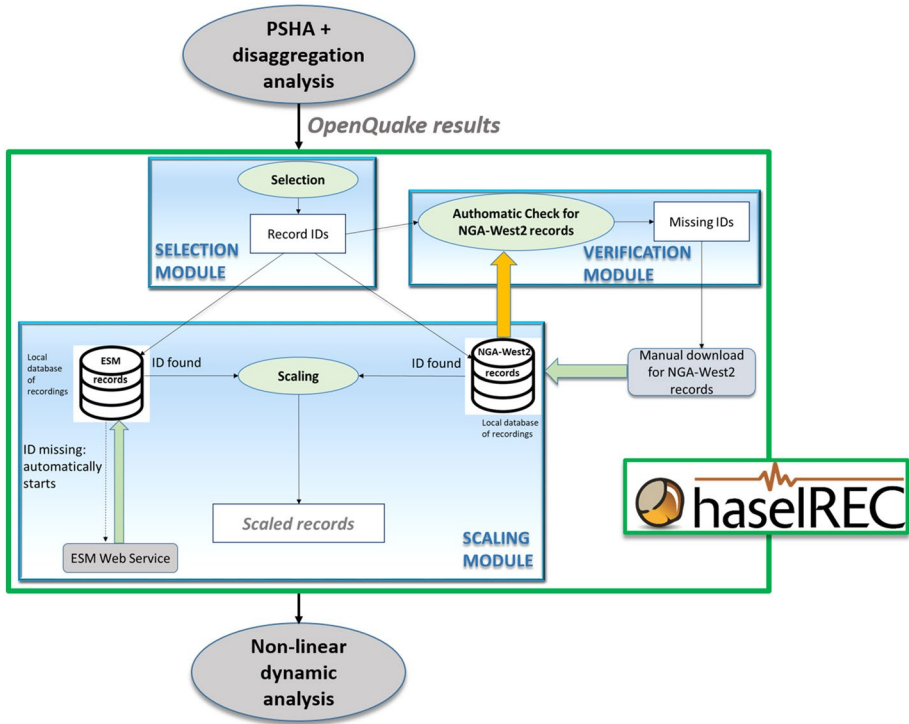 PSHA +
disaggregation
analysis
OpenQuake results
Selection
Record IDs
SELECTION
MODULE
Authomatic Check for
NGA-West2 records
Missing IDs
VERIFICATION
MODULE
Local
database
of recordings
ESM
records
ID found
Scaling
ID found
NGA-West2
records
Local database
of recordings
Manual download
for NGA-West2
records
ID missing:
automatically
starts
ESM Web Service
Scaled records
SCALING
MODULE
haselREC
Non-linear
dynamic
analysis